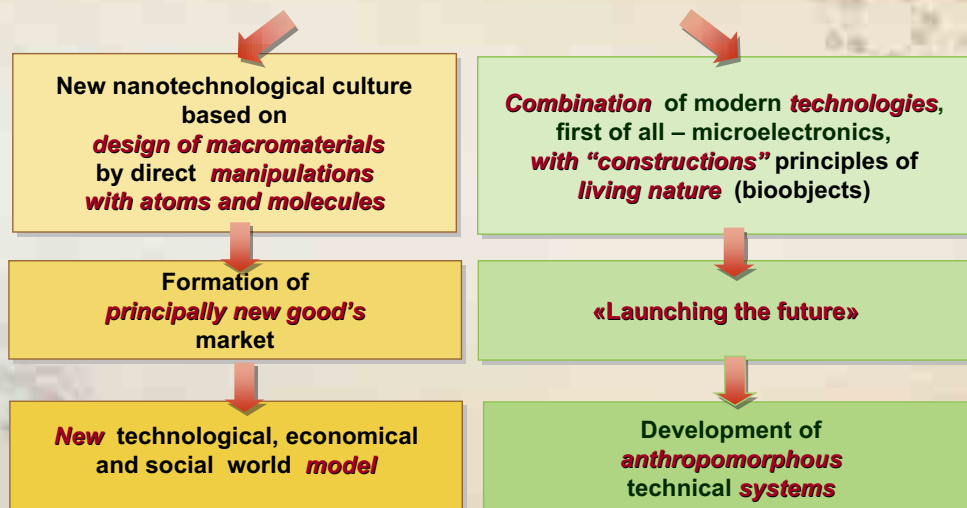 New nanotechnological culture
based on
design of macromaterials
by direct manipulations
with atoms and molecules
Formation of
principally new good's
market
New technological, economical
and social world model
Combination of modern technologies,
first of all – microelectronics,
with “constructions” principles of
living nature (bioobjects)
«Launching the future»
Development of
anthropomorphous
technical systems